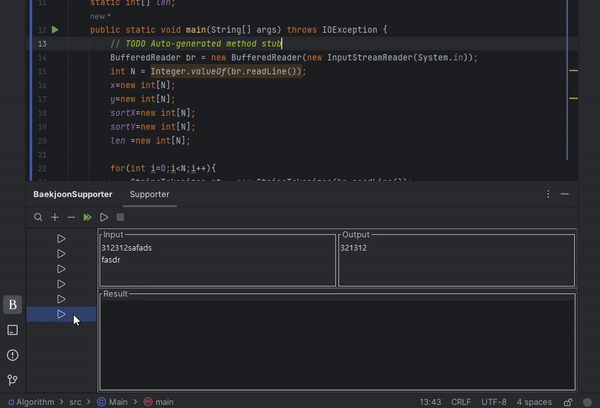 11 static int[] len;
new *
12 public static void main(String[] args) throws IOException {
13 // TODO Auto-generated method stub
14 BufferedReader br = new BufferedReader(new InputStreamReader(System.in));
15 int N = Integer.valueOf(br.readLine());
16 x=new int[N];
17 y=new int[N];
18 sortX=new int[N];
19 sortY=new int[N];
20 len =new int[N];
21
22 for(int i=0;i<N;i++){
BaekjoonSupporter Supporter
Input Output
312312safads 321312
fasdr
Result
B
Algorithm > src > Main > main 13:43 CRLF UTF-8 4 spaces